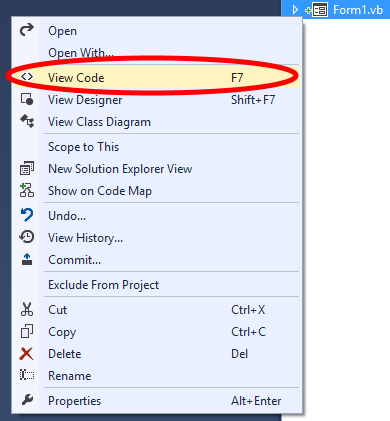 Form1.vb
Open
Open With...
View Code F7
View Designer Shift+F7
View Class Diagram
Scope to This
New Solution Explorer View
Show on Code Map
Undo...
View History...
Commit...
Exclude From Project
Cut Ctrl+X
Copy Ctrl+C
Delete Del
Rename
Properties Alt+Enter